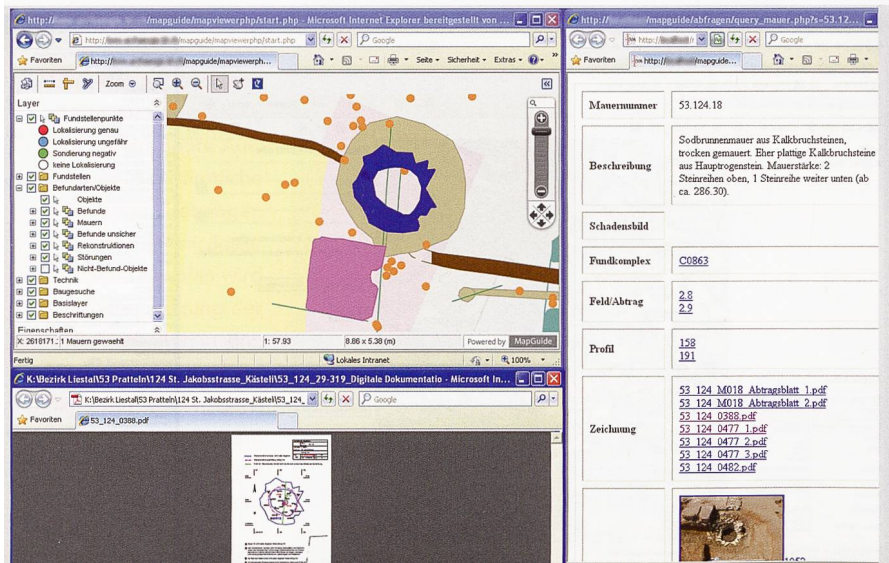 http:// /mapguide/mapviewerphp/start.php - Microsoft Internet Explorer bereitgestellt von ...
http:// /mapguide/mapviewerphp/start.php
Google
Favoriten
http:// /mapguide/mapviewerph...
Seite
Sicherheit
Extras
Zoom
Layer
Fundstellenpunkte
Lokalisierung genau
Lokalisierung ungefähr
Sondierung negativ
keine Lokalisierung
Fundstellen
Befundarten/Objekte
Objekte
Befunde
Mauern
Befunde unsicher
Rekonstruktionen
Störungen
Nicht-Befund-Objekte
Technik
Baugesuche
Basislayer
Beschriftungen
Eigenschaften
1 Mauern gewaehlt
1: 57.93
8.86 x 5.38 (m)
Powered by MapGuide
Fertig
Lokales Intranet
100%
K:\Bezirk Liestal\53 Pratteln\124 St. Jakobsstrasse_Kästeli\53_124_29-319_Digitale Dokumentatio - Microsoft In...
K:\Bezirk Liestal\53 Pratteln\124 St. Jakobsstrasse_Kästeli\53_124_
Google
Favoriten
53_124_0388.pdf
http:// /mapguide/abfragen/query_mauer.php?s=53.12...
Google
Favoriten
http:// /mapguide...
Mauernummer
53.124.18
Beschreibung
Sodbrunnenmauer aus Kalkbruchsteinen,
trocken gemauert. Eher plattige Kalkbruchsteine
aus Hauptrogenstein. Mauerstärke: 2
Steinreihen oben, 1 Steinreihe weiter unten (ab
ca. 286.30).
Schadensbild
Fundkomplex
C0863
Feld/Abtrag
2.8
2.9
Profil
158
191
Zeichnung
53_124_M018_Abtragsblatt_1.pdf
53_124_M018_Abtragsblatt_2.pdf
53_124_0388.pdf
53_124_0477_1.pdf
53_124_0477_2.pdf
53_124_0477_3.pdf
53_124_0482.pdf